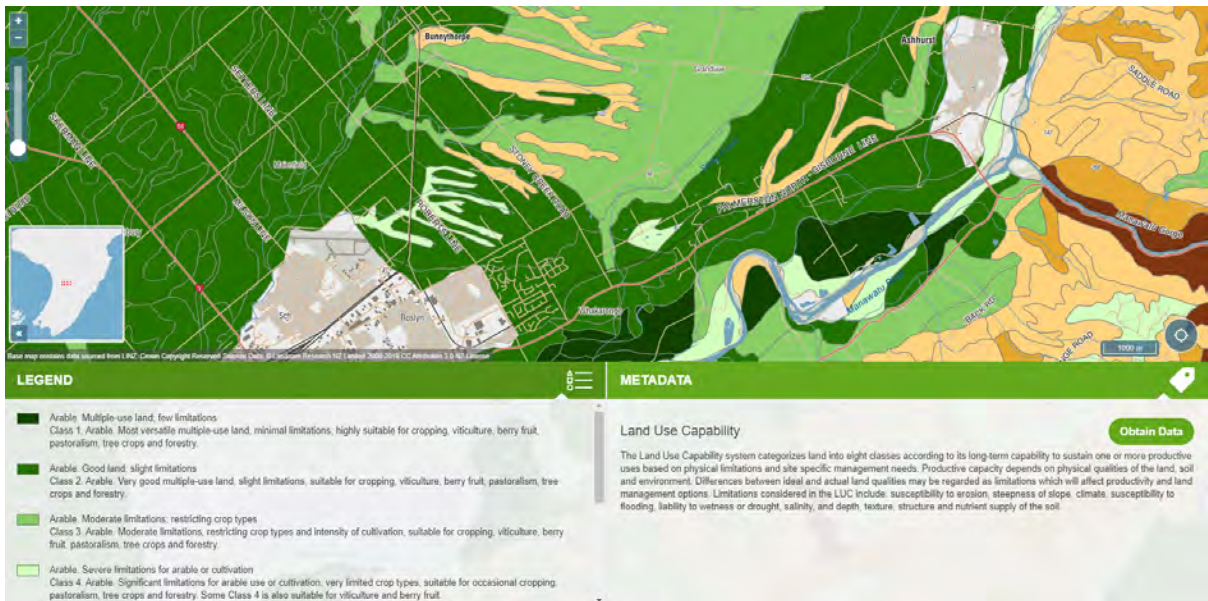 +
−
Bunnythorpe
Ashhurst
SADDLE ROAD
Grandview
54
Mairehfield
STONEY CREEK ROAD
PALMERSTON NORTH - GISBORNE LINE
147
Manawatu Gorge
3
Roslyn
Whakarongo
BACK RD
1000 m
LEGEND
METADATA
Arable. Multiple-use land, few limitations
Class 1. Arable. Most versatile multiple-use land, minimal limitations, highly suitable for cropping, viticulture, berry fruit,
pastoralism, tree crops and forestry.
Arable. Good land, slight limitations
Class 2. Arable. Very good multiple-use land, slight limitations, suitable for cropping, viticulture, berry fruit, pastoralism, tree
crops and forestry.
Arable. Moderate limitations, restricting crop types
Class 3. Arable. Moderate limitations, restricting crop types and intensity of cultivation, suitable for cropping, viticulture, berry
fruit, pastoralism, tree crops and forestry.
Arable. Severe limitations for arable or cultivation
Class 4. Arable. Significant limitations for arable use or cultivation, very limited crop types, suitable for occasional cropping,
pastoralism, tree crops and forestry. Some Class 4 is also suitable for viticulture and berry fruit.
Land Use Capability
Obtain Data
The Land Use Capability system categorizes land into eight classes according to its long-term capability to sustain one or more productive
uses based on physical limitations and site specific management needs. Productive capacity depends on physical qualities of the land, soil
and environment. Differences between ideal and actual land qualities may be regarded as limitations which will affect productivity and land
management options. Limitations considered in the LUC include: susceptibility to erosion, steepness of slope, climate, susceptibility to
flooding, liability to wetness or drought, salinity, and depth, texture, structure and nutrient supply of the soil.